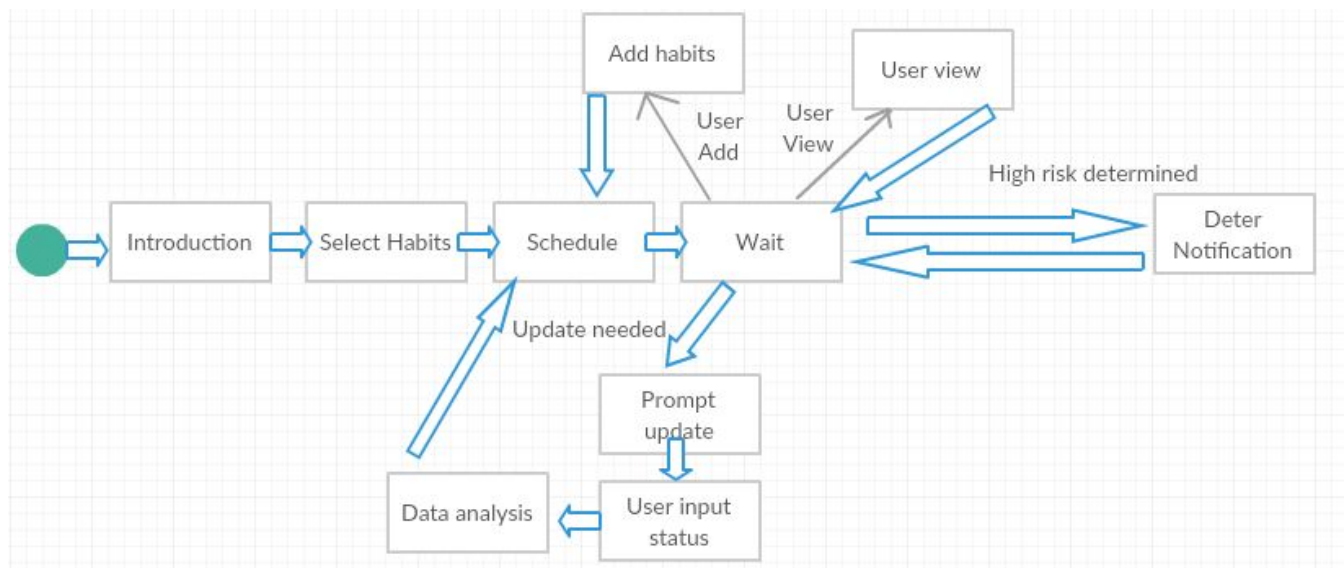 Add habits
User view
User
Add
User
View
High risk determined
Introduction
Select Habits
Schedule
Wait
Deter
Notification
Update needed
Prompt
update
Data analysis
User input
status